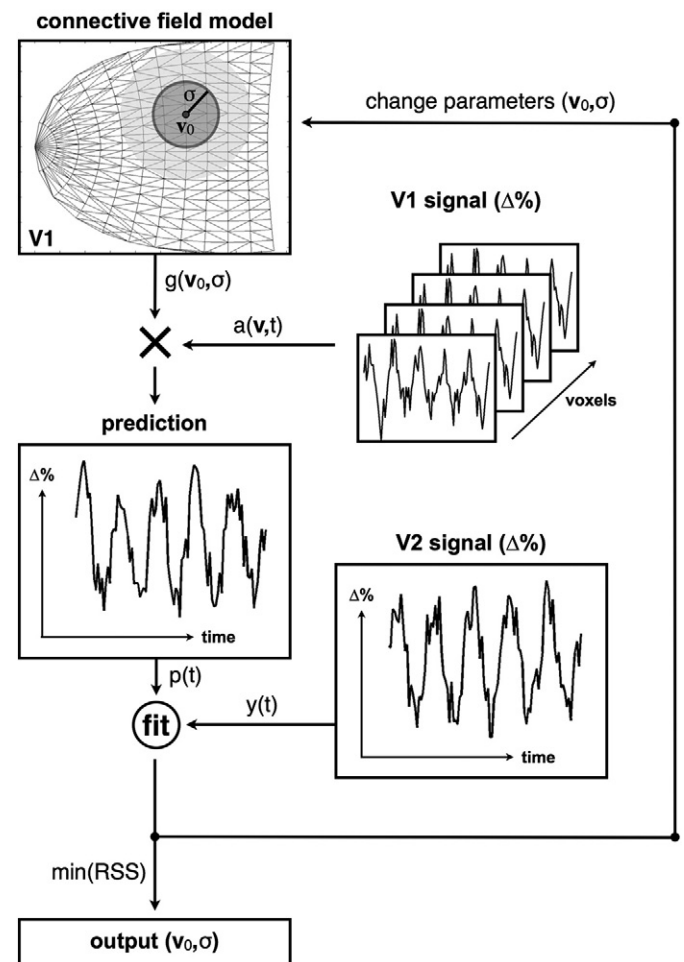 connective field model
σ
v₀
V1
change parameters (v₀,σ)
V1 signal (Δ%)
g(v₀,σ)
a(v,t)
voxels
prediction
Δ%
time
V2 signal (Δ%)
Δ%
time
p(t)
fit
y(t)
min(RSS)
output (v₀,σ)